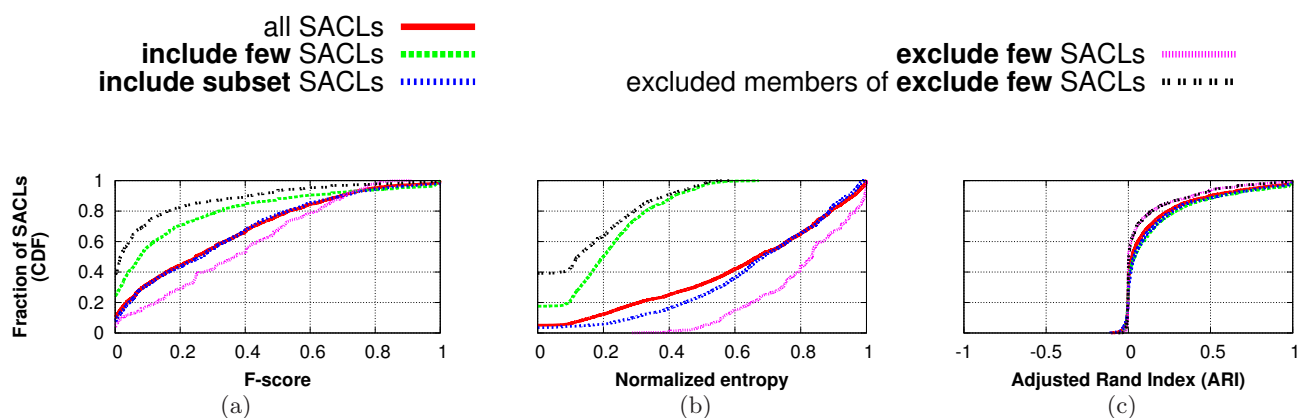 all SACLs
include few SACLs
include subset SACLs
exclude few SACLs
excluded members of exclude few SACLs
Fraction of SACLs
(CDF)
1
0.8
0.6
0.4
0.2
0
0 0.2 0.4 0.6 0.8 1
F-score
(a)
0 0.2 0.4 0.6 0.8 1
Normalized entropy
(b)
-1 -0.5 0 0.5 1
Adjusted Rand Index (ARI)
(c)